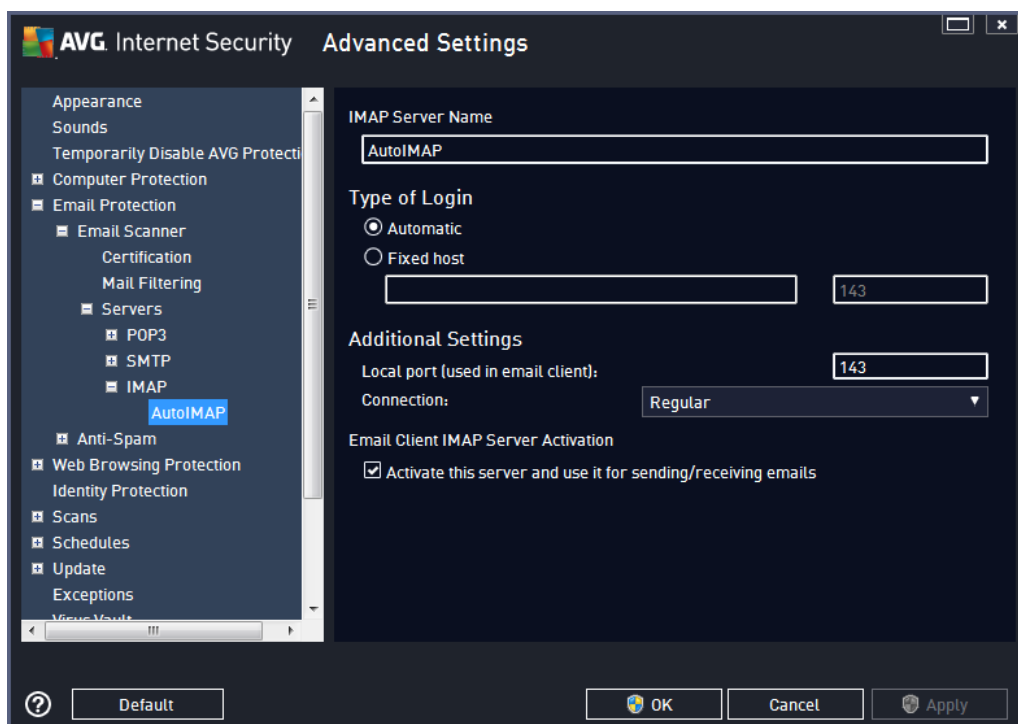 AVG. Internet Security Advanced Settings
Appearance
Sounds
Temporarily Disable AVG Protecti
Computer Protection
Email Protection
Email Scanner
Certification
Mail Filtering
Servers
POP3
SMTP
IMAP
AutoIMAP
Anti-Spam
Web Browsing Protection
Identity Protection
Scans
Schedules
Update
Exceptions
Virus Vault
IMAP Server Name
AutoIMAP
Type of Login
Automatic
Fixed host
143
Additional Settings
Local port (used in email client): 143
Connection: Regular
Email Client IMAP Server Activation
Activate this server and use it for sending/receiving emails
Default OK Cancel Apply